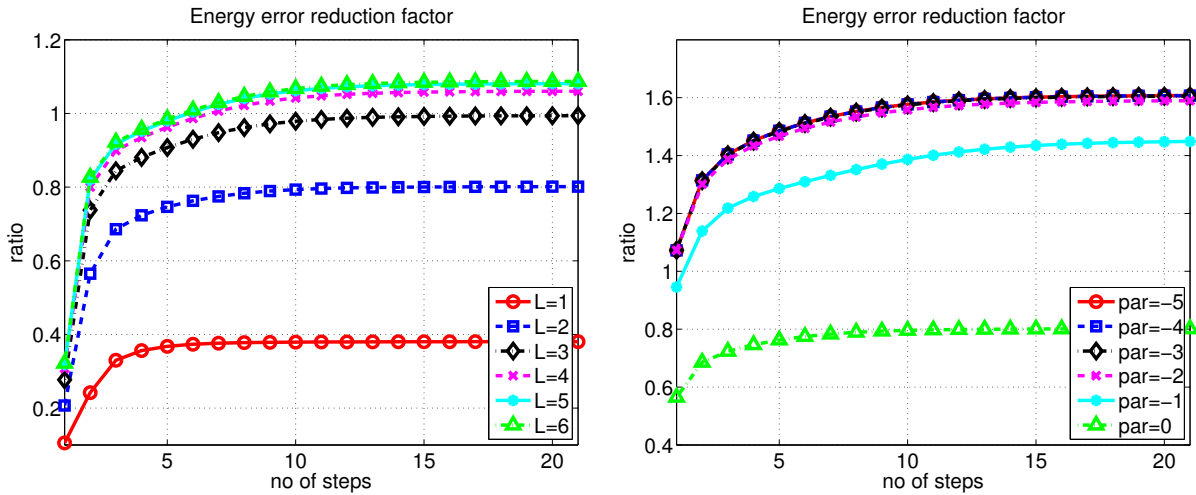 Energy error reduction factor
1.2
1
0.8
0.6
0.4
0.2
ratio
5
10
15
20
no of steps
L=1
L=2
L=3
L=4
L=5
L=6
Energy error reduction factor
1.6
1.4
1.2
1
0.8
0.6
0.4
ratio
5
10
15
20
no of steps
par=−5
par=−4
par=−3
par=−2
par=−1
par=0